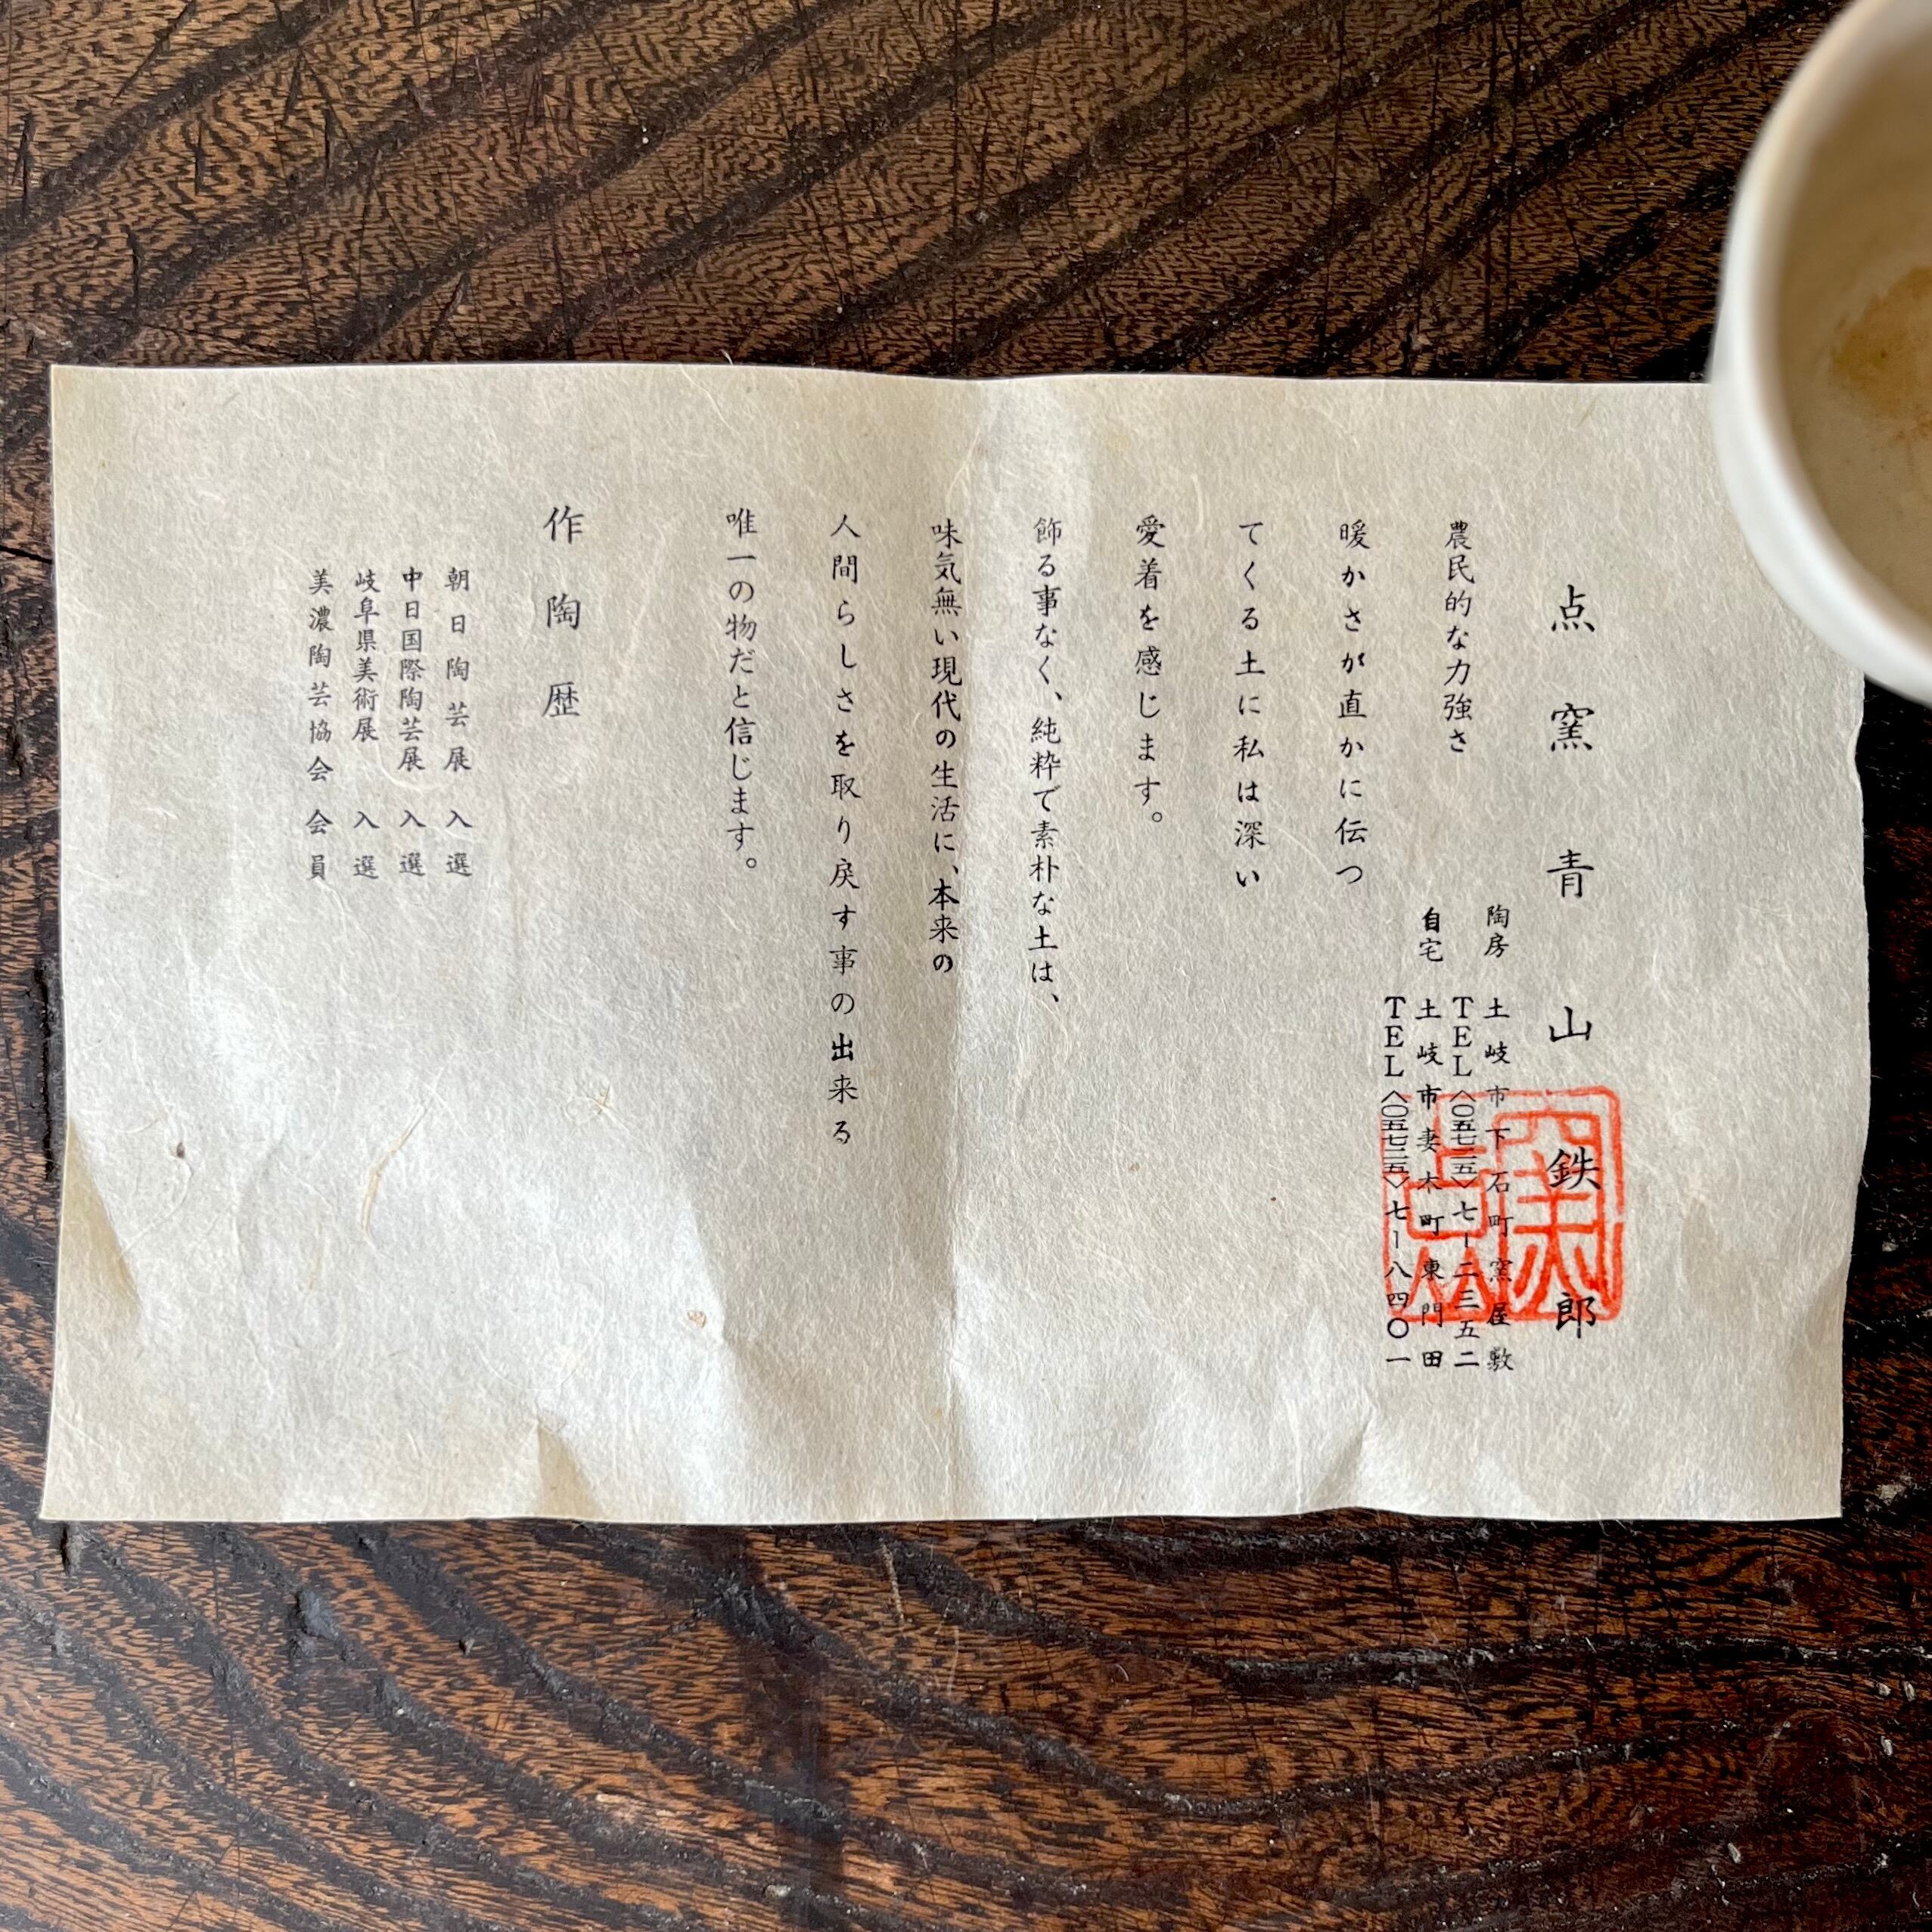 点窯 青山鉄郎
陶房 土岐市下石町窯屋敷
TEL〈〇五七二五〉七-二三五二
自宅 土岐市妻木町東門田
TEL〈〇五七二五〉七-八四〇一
農民的な力強さ
暖かさが直かに伝つ
てくる土に私は深い
愛着を感じます。
飾る事なく、純粋で素朴な土は、
味気無い現代の生活に、本来の
人間らしさを取り戻す事の出来る
唯一の物だと信じます。
作陶歴
朝日陶芸展 入選
中日国際陶芸展 入選
岐阜県美術展 入選
美濃陶芸協会 会員
点窯